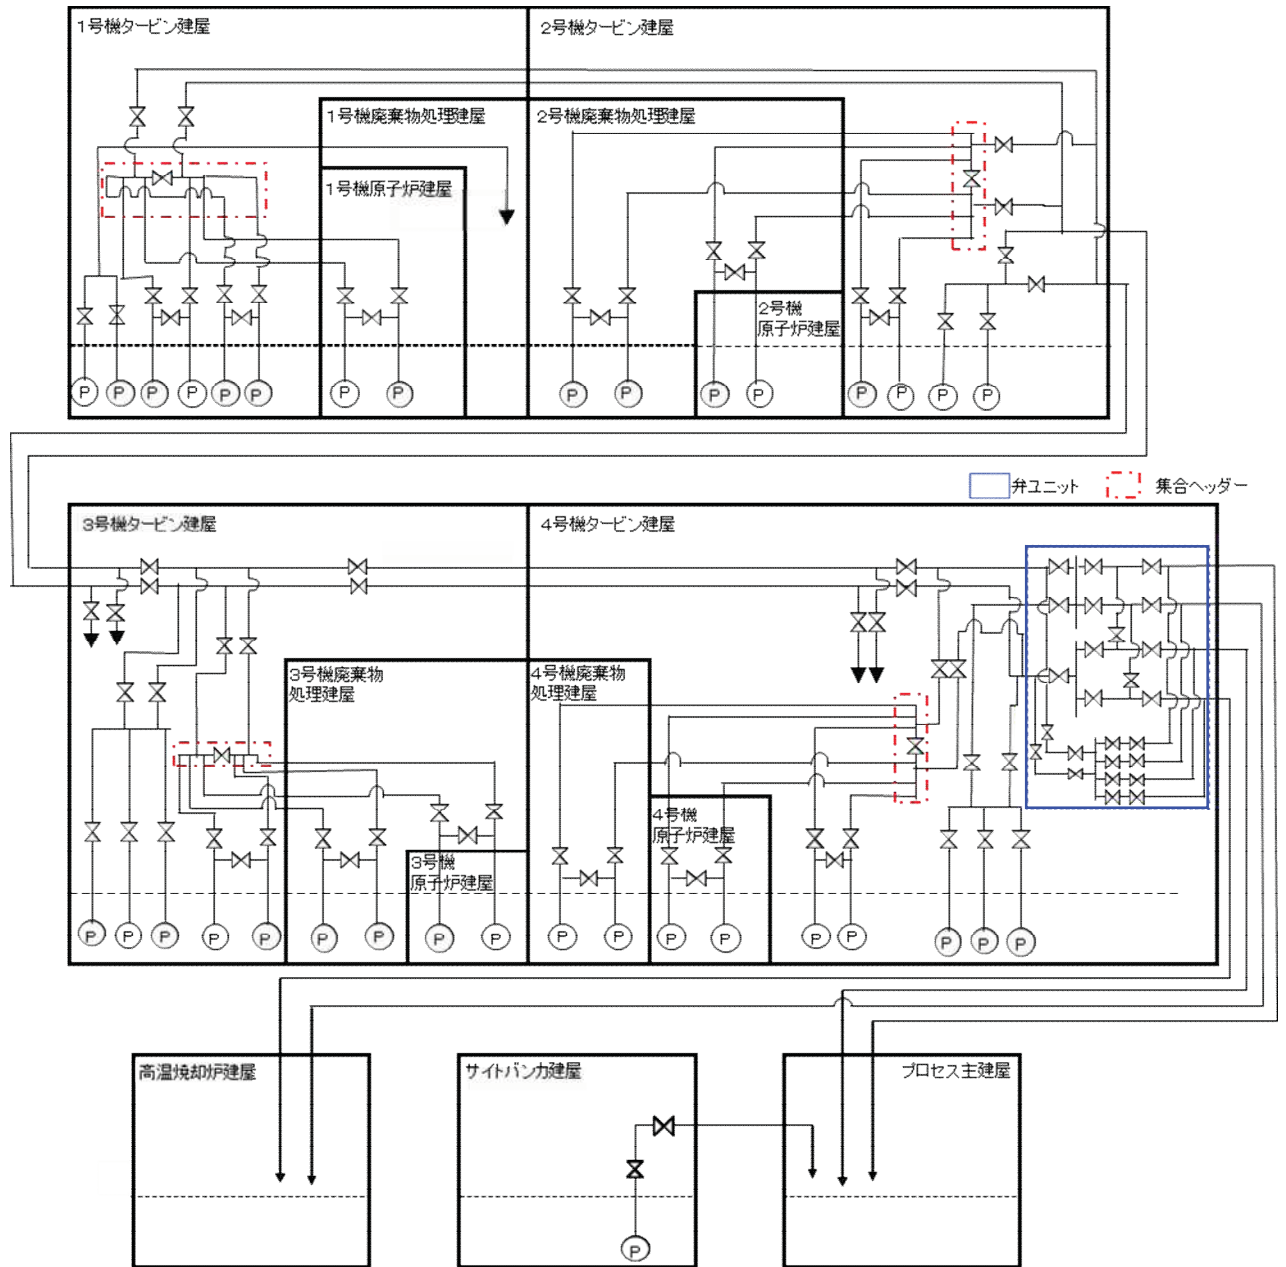 1号機タービン建屋
2号機タービン建屋
1号機廃棄物処理建屋
2号機廃棄物処理建屋
1号機原子炉建屋
2号機
原子炉建屋
P P P P P P P P P P P P P P P P
弁ユニット
集合ヘッダー
3号機タービン建屋
4号機タービン建屋
3号機廃棄物
処理建屋
4号機廃棄物
処理建屋
4号機
原子炉建屋
3号機
原子炉建屋
P P P P P P P P P P P P P P P P P P
高温焼却炉建屋
サイトバンカ建屋
プロセス主建屋
P